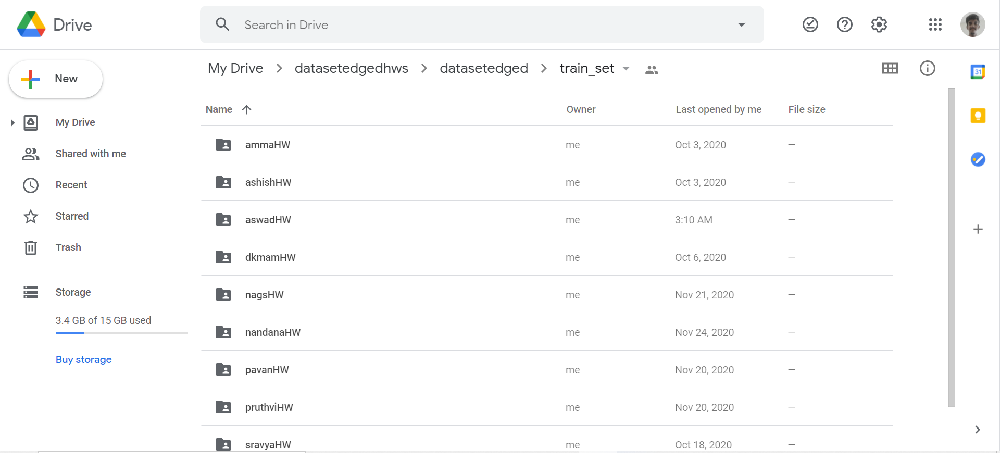 Drive
Search in Drive
New
My Drive
Shared with me
Recent
Starred
Trash
Storage
3.4 GB of 15 GB used
Buy storage
My Drive > datasetedgedhws > datasetedged > train_set
Name Owner Last opened by me File size
ammaHW me Oct 3, 2020 —
ashishHW me Oct 3, 2020 —
aswadHW me 3:10 AM —
dkmamHW me Oct 6, 2020 —
nagsHW me Nov 21, 2020 —
nandanaHW me Nov 24, 2020 —
pavanHW me Nov 20, 2020 —
pruthviHW me Nov 20, 2020 —
sravyaHW me Oct 18, 2020 —
31